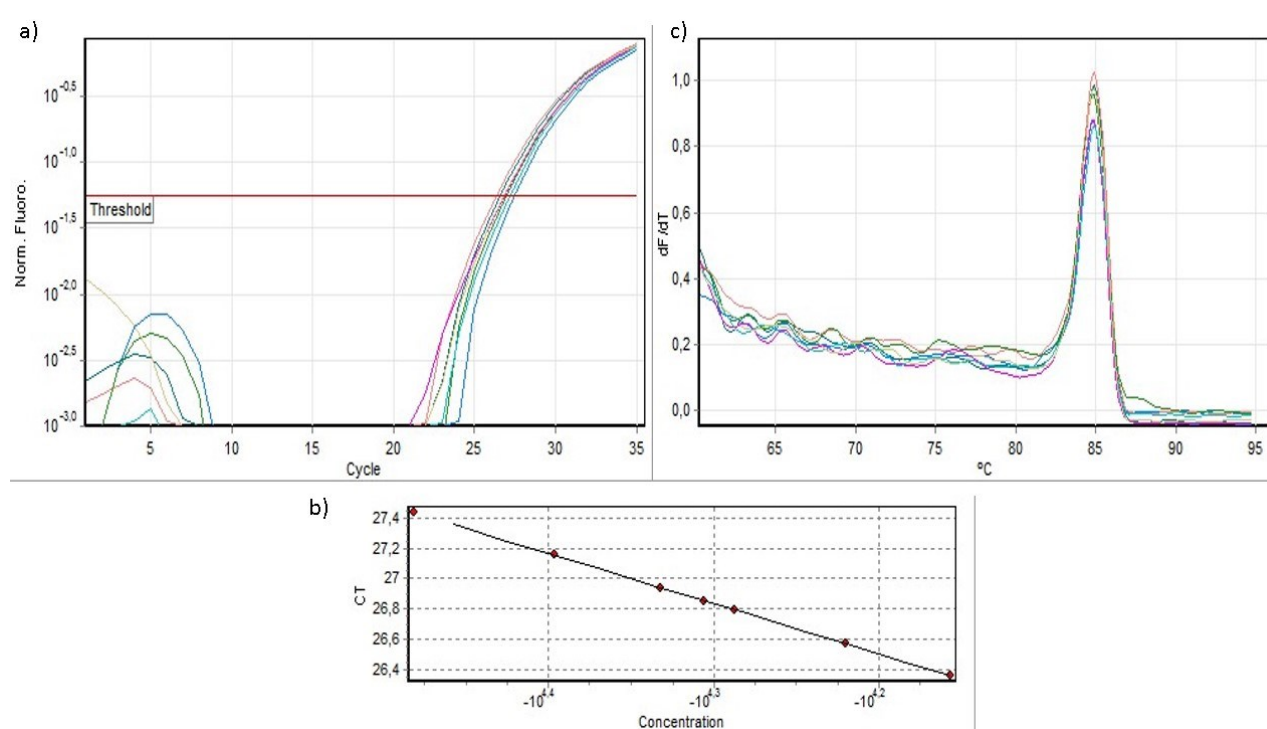 a)
Norm. Fluoro.
10^-0,5
10^-1,0
10^-1,5
10^-2,0
10^-2,5
10^-3,0
Threshold
5 10 15 20 25 30 35
Cycle
c)
dF/dT
1,0
0,8
0,6
0,4
0,2
0,0
65 70 75 80 85 90 95
ºC
b)
CT
27,4
27,2
27
26,8
26,6
26,4
-10^4,4 -10^4,3 -10^4,2
Concentration